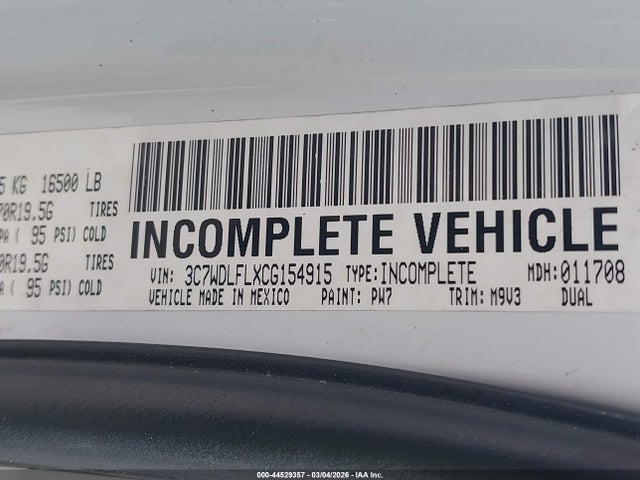 5 KG 16500 LB
70R19.5G TIRES
PA ( 95 PSI) COLD
0R19.5G TIRES
A ( 95 PSI) COLD
INCOMPLETE VEHICLE
VIN: 3C7WDLFLXCG154915 TYPE: INCOMPLETE MDH: 011708
VEHICLE MADE IN MEXICO PAINT: PW7 TRIM: M9V3 DUAL
000-44529357 - 03/04/2026 - IAA Inc.